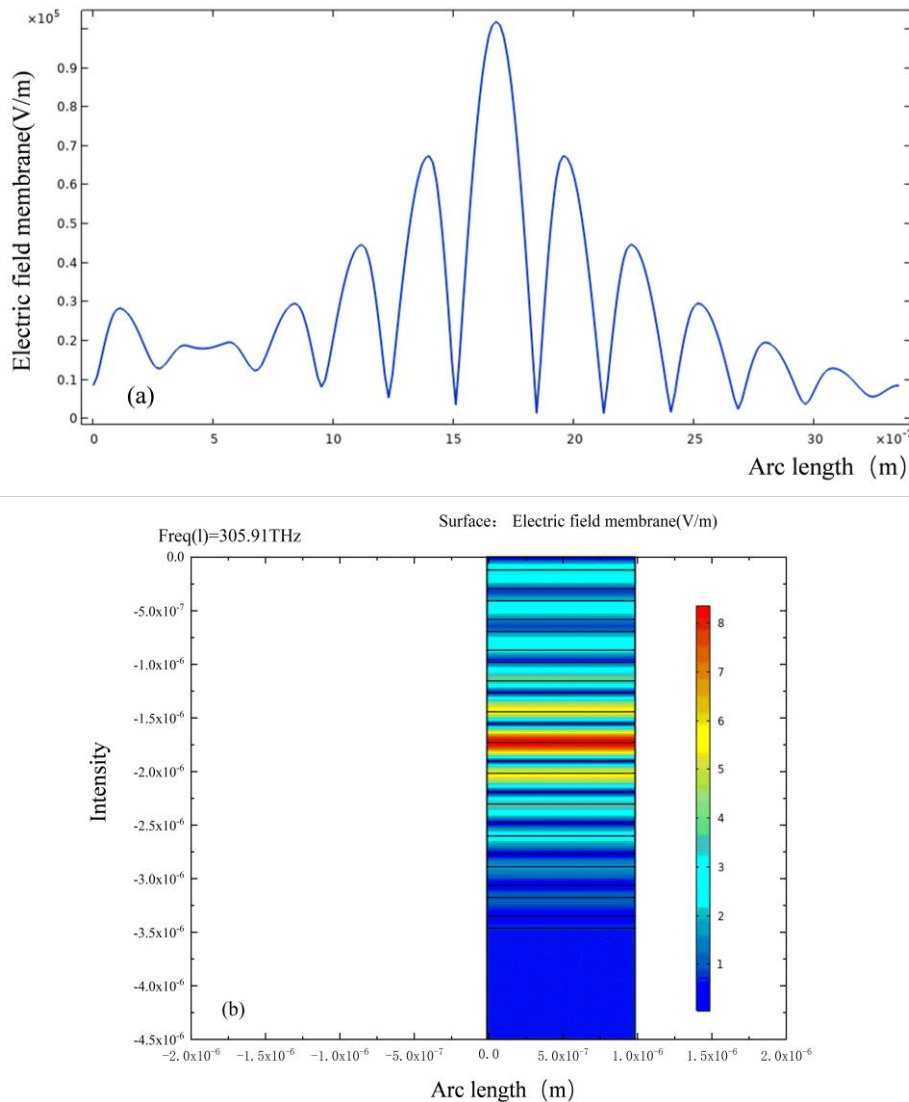 ×10⁵
0.9
0.8
0.7
0.5
0.4
0.3
0.2
0.1
0
Electric field membrane(V/m)
(a)
0 5 10 15 20 25 30
Arc length (m)
Surface: Electric field membrane(V/m)
Freq(l)=305.91THz
0.0
-5.0x10⁻⁷
-1.0x10⁻⁶
-1.5x10⁻⁶
-2.0x10⁻⁶
-2.5x10⁻⁶
-3.0x10⁻⁶
-3.5x10⁻⁶
-4.0x10⁻⁶
-4.5x10⁻⁶
Intensity
8
7
6
5
4
3
2
1
(b)
-2.0x10⁻⁶ -1.5x10⁻⁶ -1.0x10⁻⁶ -5.0x10⁻⁷ 0.0 5.0x10⁻⁷ 1.0x10⁻⁶ 1.5x10⁻⁶ 2.0x10⁻⁶
Arc length (m)